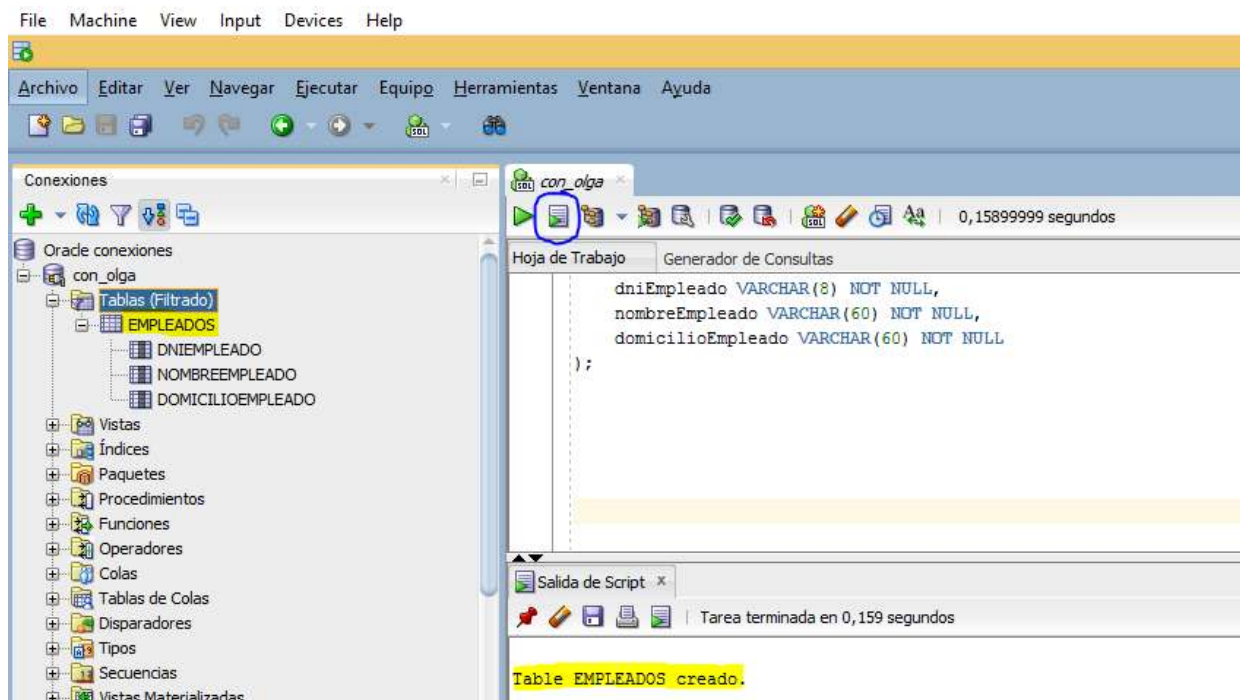 File Machine View Input Devices Help
Archivo Editar Ver Navegar Ejecutar Equipo Herramientas Ventana Ayuda
Conexiones
Oracle conexiones
con_olga
Tablas (Filtrado)
EMPLEADOS
DNIEMPLEADO
NOMBREEMPLEADO
DOMICILIOEMPLEADO
Vistas
Índices
Paquetes
Procedimientos
Funciones
Operadores
Colas
Tablas de Colas
Disparadores
Tipos
Secuencias
Vistas Materializadas
con_olga
0,15899999 segundos
Hoja de Trabajo Generador de Consultas
dniEmpleado VARCHAR(8) NOT NULL,
nombreEmpleado VARCHAR(60) NOT NULL,
domicilioEmpleado VARCHAR(60) NOT NULL
);
Salida de Script
Tarea terminada en 0,159 segundos
Table EMPLEADOS creado.